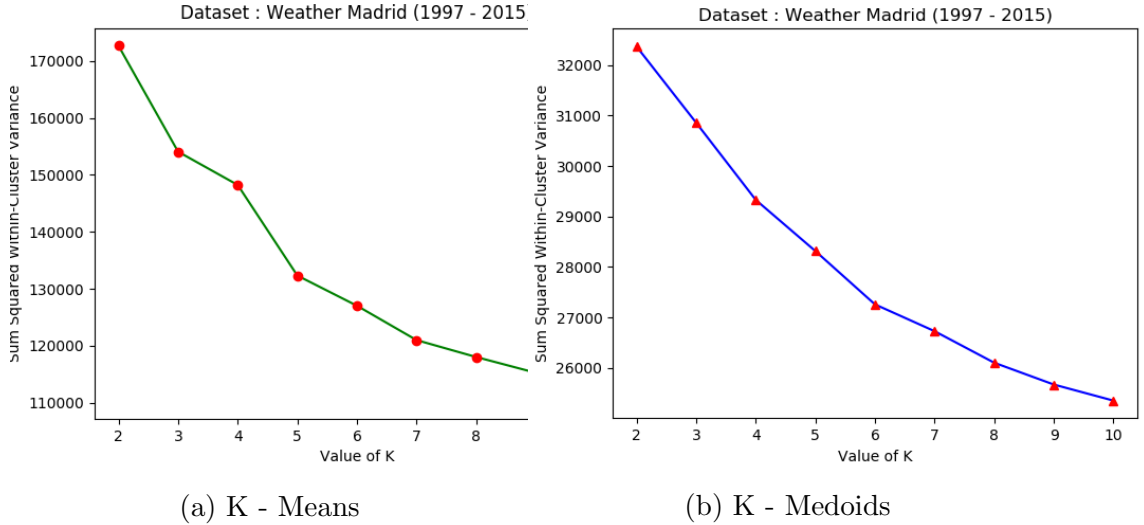 Dataset : Weather Madrid (1997 - 2015)
Sum Squared Within-Cluster Variance
170000
160000
150000
140000
130000
120000
110000
2 3 4 5 6 7 8
Value of K
(a) K - Means
Dataset : Weather Madrid (1997 - 2015)
Sum Squared Within-Cluster Variance
32000
31000
30000
29000
28000
27000
26000
2 3 4 5 6 7 8 9 10
Value of K
(b) K - Medoids